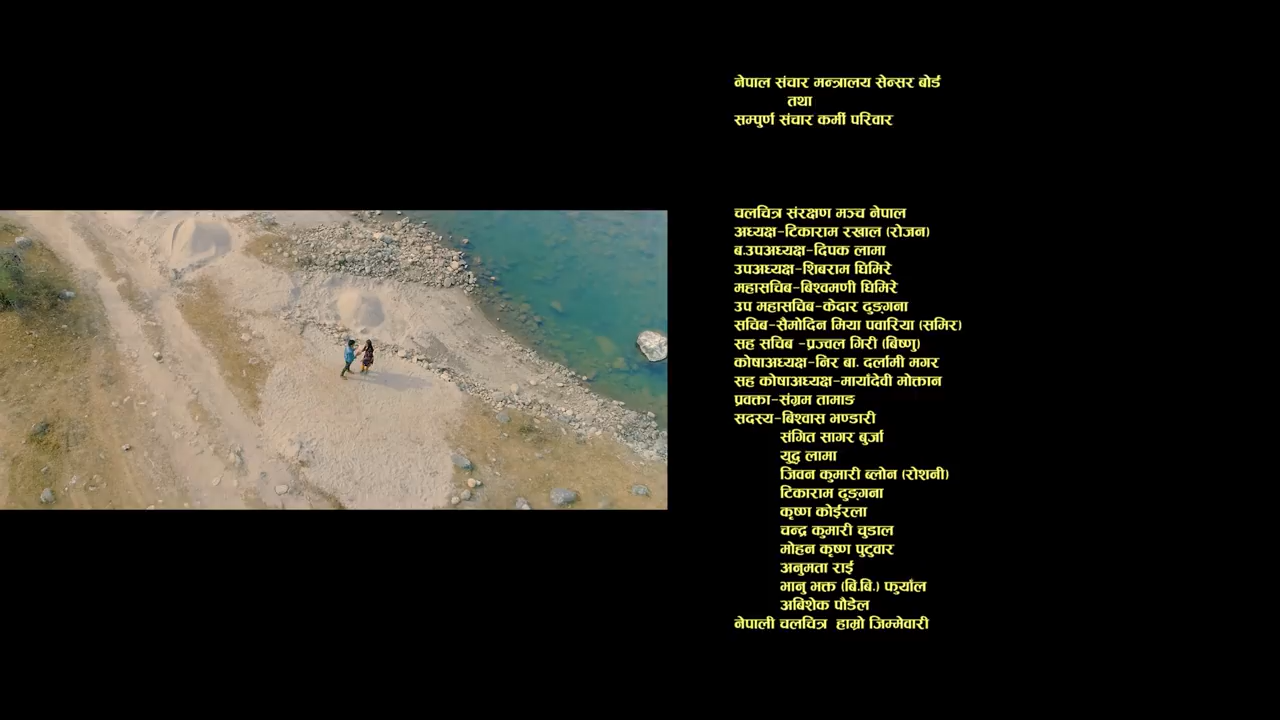 नेपाल संचार मन्त्रालय सेन्सर बोर्ड
तथा
सम्पुर्ण संचार कर्मी परिवार
चलचित्र संरक्षण मञ्च नेपाल
अध्यक्ष-टिकाराम रखाल (रोजन)
ब.उपअध्यक्ष-दिपक लामा
उपअध्यक्ष-शिबराम घिमिरे
महासचिब-बिश्वमणी घिमिरे
उप महासचिब-केदार दुङ्गना
सचिब-सैमोदिन मिया पवारिया (समिर)
सह सचिब -प्रज्वल गिरी (बिष्णु)
कोषाअध्यक्ष-निर बा. दर्लामी मगर
सह कोषाअध्यक्ष-मायाँदेवी मोक्तान
प्रवक्ता-संग्रम तामाङ
सदस्य-बिश्वास भण्डारी
संगित सागर बुर्जा
युद्ध लामा
जिवन कुमारी ब्लोन (रोशनी)
टिकाराम दुङ्गना
कृष्ण कोईरला
चन्द्र कुमारी चुडाल
मोहन कृष्ण पुटुवार
अनुमता राई
भानु भक्त (बि.बि.) फुयाँल
अबिशेक पौडेल
नेपाली चलचित्र हाम्रो जिम्मेवारी